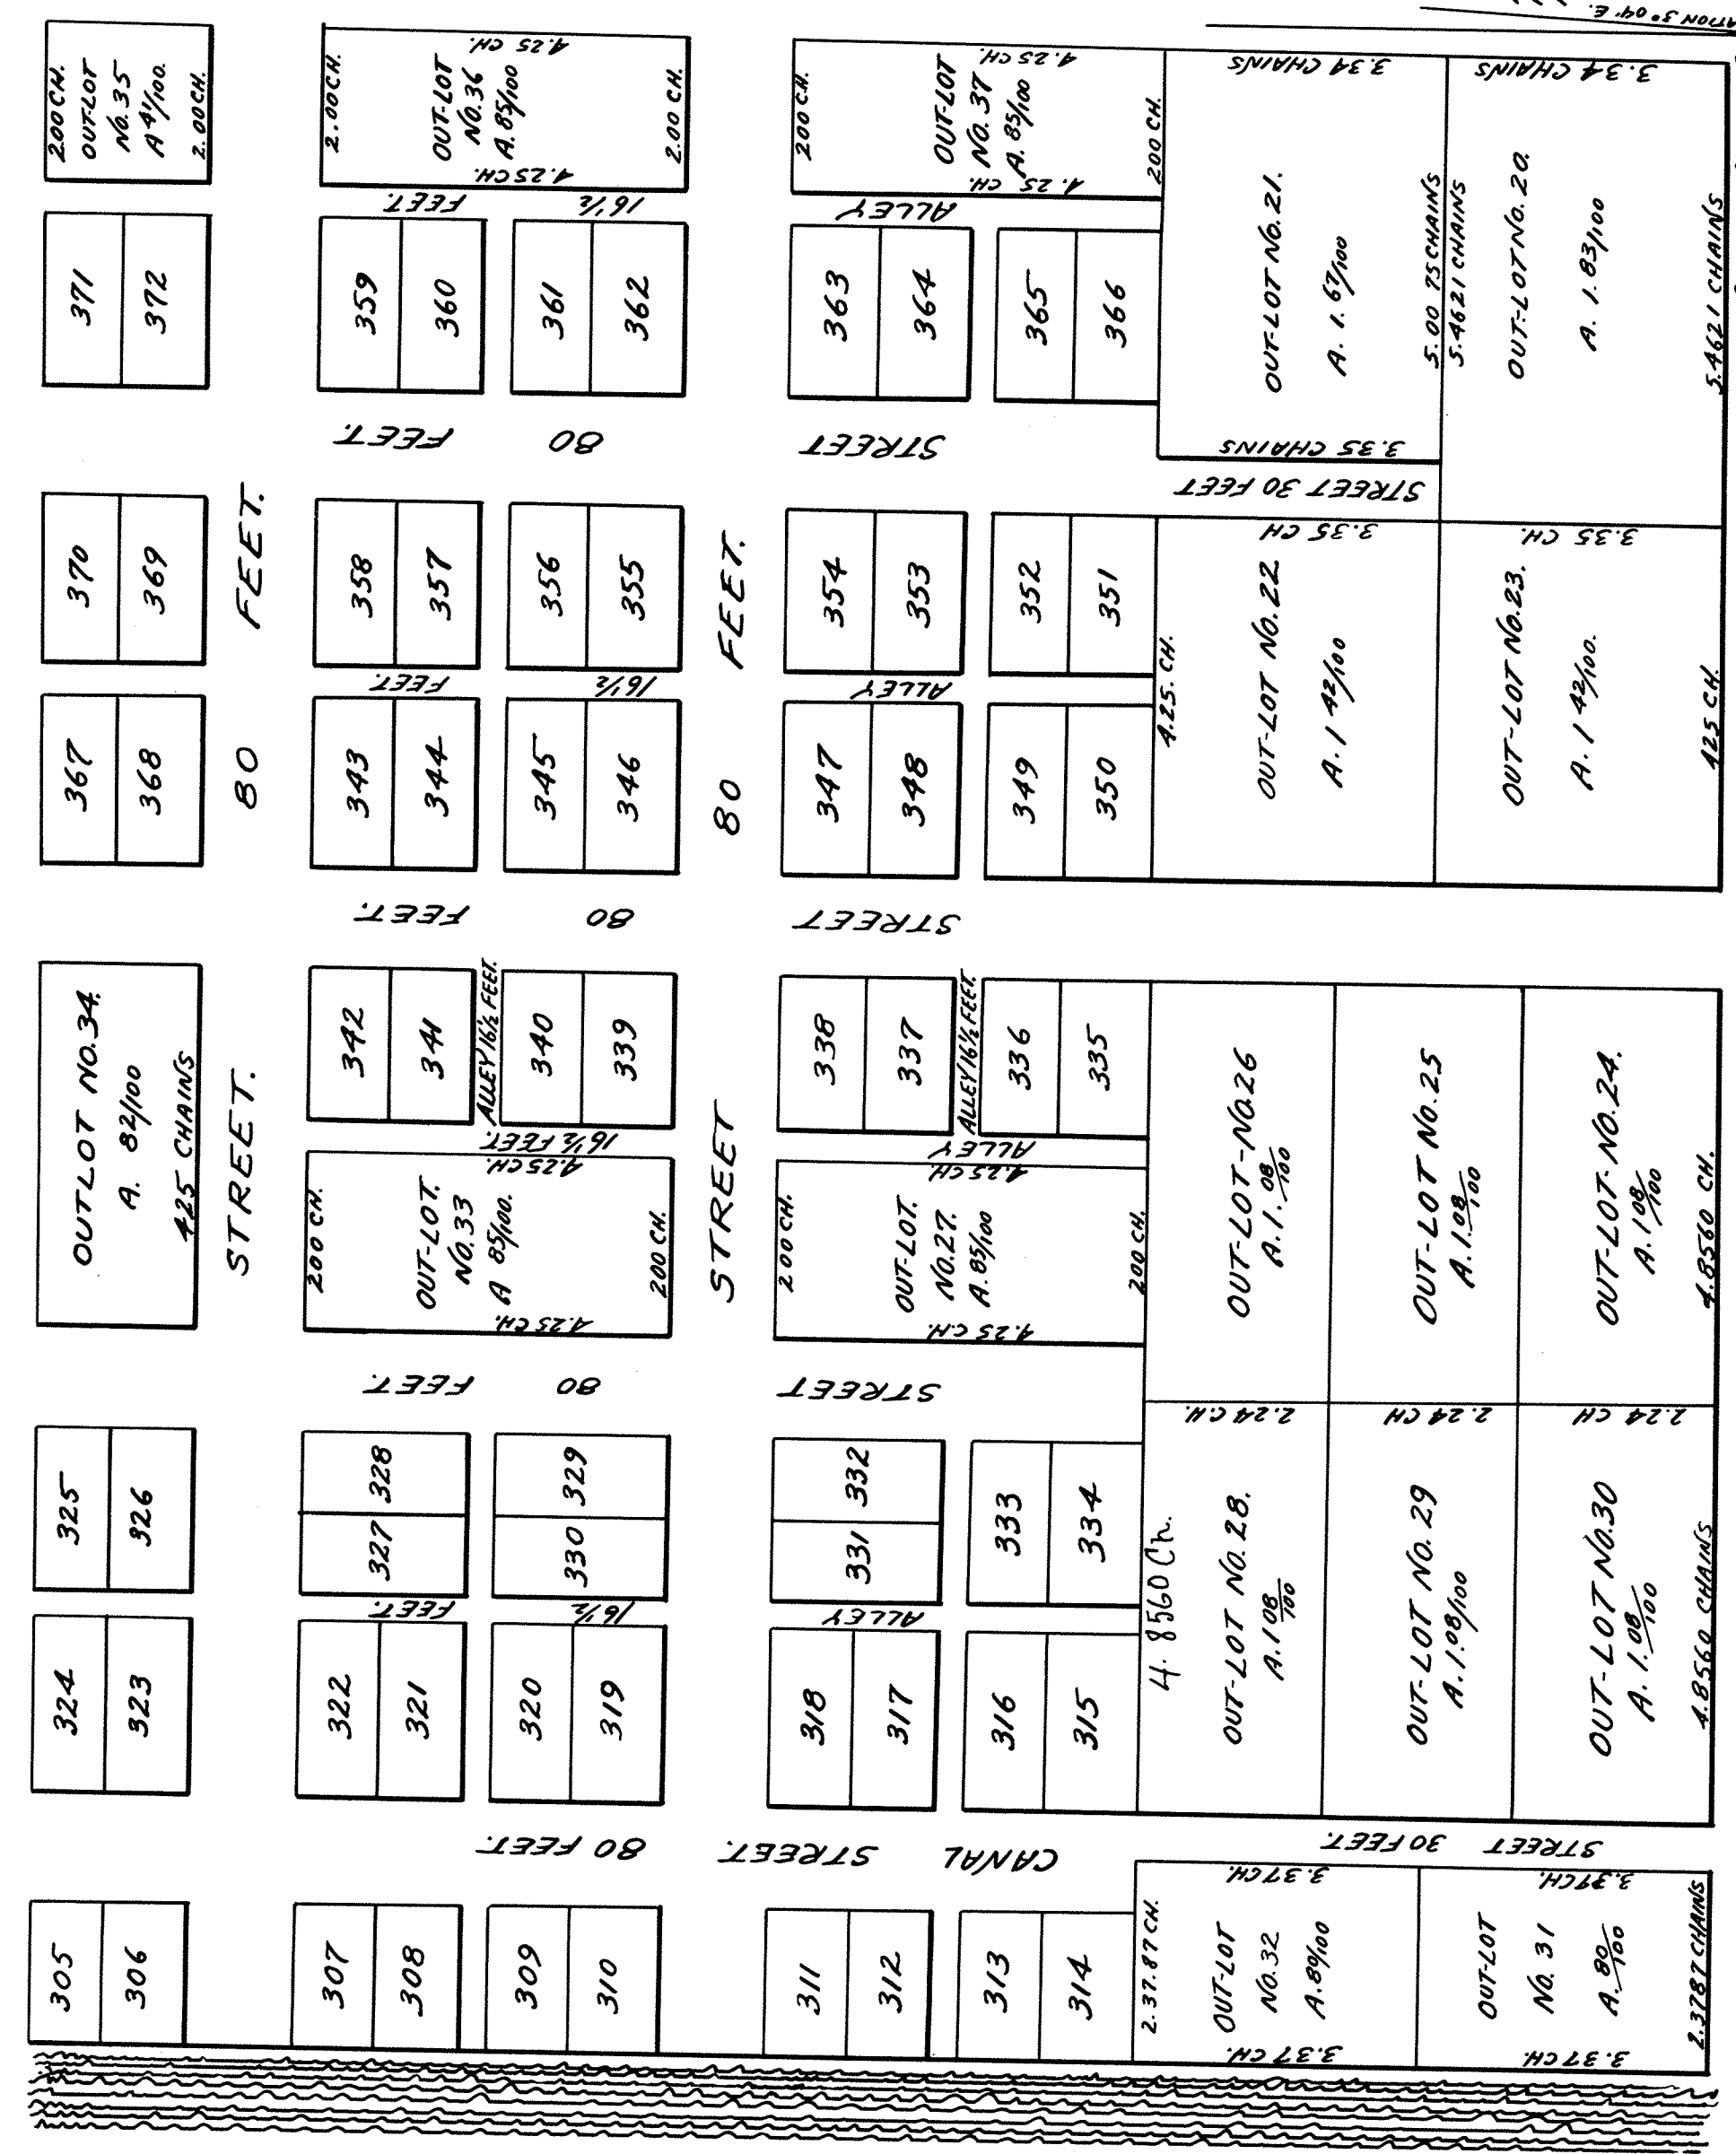 ATION 3° 04' E.
2.00 CH.
OUT-LOT
NO. 35
A 41/100.
2.00 CH.
2.00 CH.
4.25 CH.
OUT-LOT
NO. 36
A. 85/100
4.25 CH.
2.00 CH.
200 CH.
4.25 CH.
OUT-LOT
NO. 37
A. 85/100
4.25 CH.
200 CH.
3.34 CHAINS
OUT-LOT NO. 21.
A. 1.67/100
5.00 75 CHAINS
3.35 CHAINS
3.34 CHAINS
5.4621 CHAINS
OUT-LOT NO. 20.
A. 1.83/100
5.4621 CHAINS
FEET
16 1/2
ALLEY
371
372
359
360
361
362
363
364
365
366
FEET.
80
STREET
STREET 30 FEET
370
369
358
357
356
355
354
353
352
351
FEET
16 1/2
ALLEY
367
368
343
344
345
346
347
348
349
350
3.35 CH
4.25. CH.
OUT-LOT NO. 22
A. 1 42/100
3.35 CH.
OUT-LOT NO. 23.
A. 1 42/100.
425 CH.
STREET. 80 FEET.
STREET 80 FEET.
FEET.
80
STREET
OUTLOT NO. 34.
A. 82/100
425 CHAINS
342
341
ALLEY 16 1/2 FEET.
340
339
338
337
ALLEY 16 1/2 FEET.
336
335
16 1/2 FEET.
ALLEY
200 CH.
4.25 CH.
OUT-LOT.
NO. 33
A 85/100.
4.25 CH.
200 CH.
200 CH.
4.25 CH
OUT-LOT.
NO. 27.
A. 85/100
4.25 CH.
200 CH.
OUT-LOT-NO. 26
A. 1. 08/100
OUT-LOT NO. 25
A. 1.08/100
OUT-LOT-NO. 24.
A. 1 08/100
4.8560 CH.
FEET.
80
STREET
325
326
328
327
329
330
332
331
333
334
FEET.
16 1/2
ALLEY
324
323
322
321
320
319
318
317
316
315
2.24 CH.
4.8560 Ch.
OUT-LOT NO. 28.
A. 1 08/100
2.24 CH
OUT-LOT NO. 29
A. 1.08/100
2.24 CH
OUT-LOT NO. 30
A. 1. 08/100
4.8560 CHAINS
CANAL STREET. 80 FEET.
STREET 30 FEET.
305
306
307
308
309
310
311
312
313
314
2.37.87 CH.
3.37 CH.
OUT-LOT
NO. 32
A. 80/100
3.37 CH.
3.37 CH.
OUT-LOT
NO. 31
A. 80/100
3.37 CH.
2.3787 CHAINS